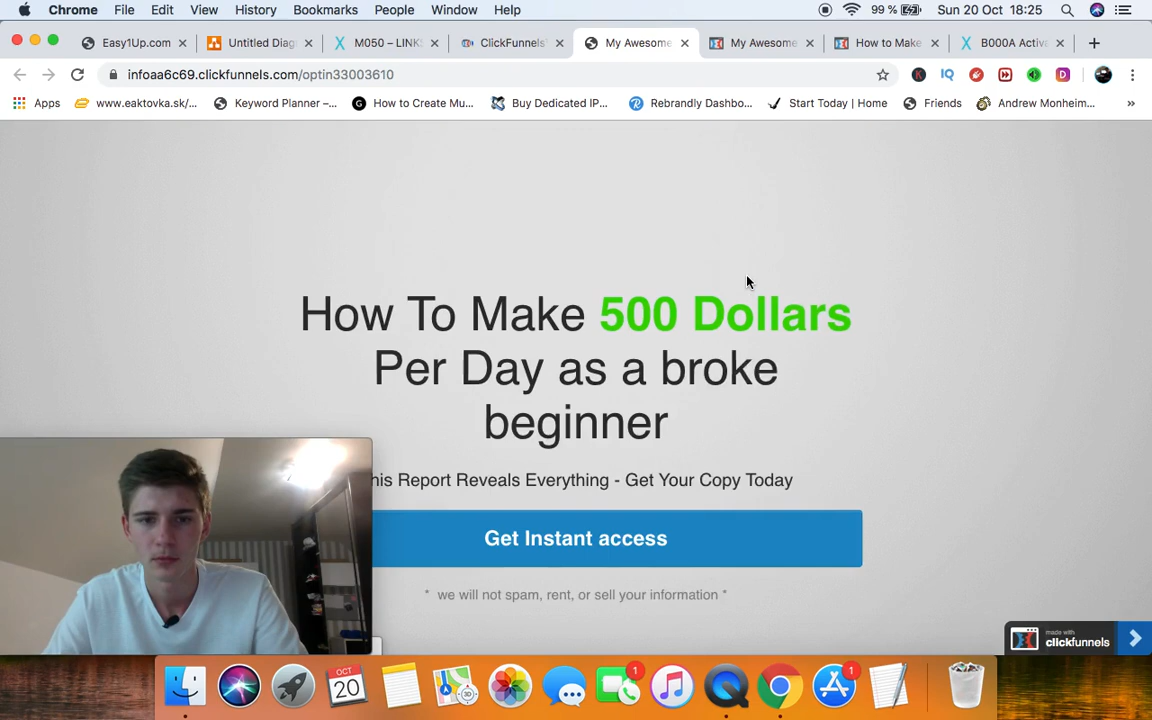 Chrome File Edit View History Bookmarks People Window Help 99 % Sun 20 Oct 18:25
Easy1Up.com Untitled Diag M050 – LINK ClickFunnels' My Awesome My Awesome How to Make B000A Activa
infoaa6c69.clickfunnels.com/optin33003610
Apps www.eaktovka.sk/... Keyword Planner –... How to Create Mu... Buy Dedicated IP... Rebrandly Dashbo... Start Today | Home Friends Andrew Monheim... »
How To Make 500 Dollars
Per Day as a broke
beginner
his Report Reveals Everything - Get Your Copy Today
Get Instant access
* we will not spam, rent, or sell your information *
made with
clickfunnels
OCT
20
1
1